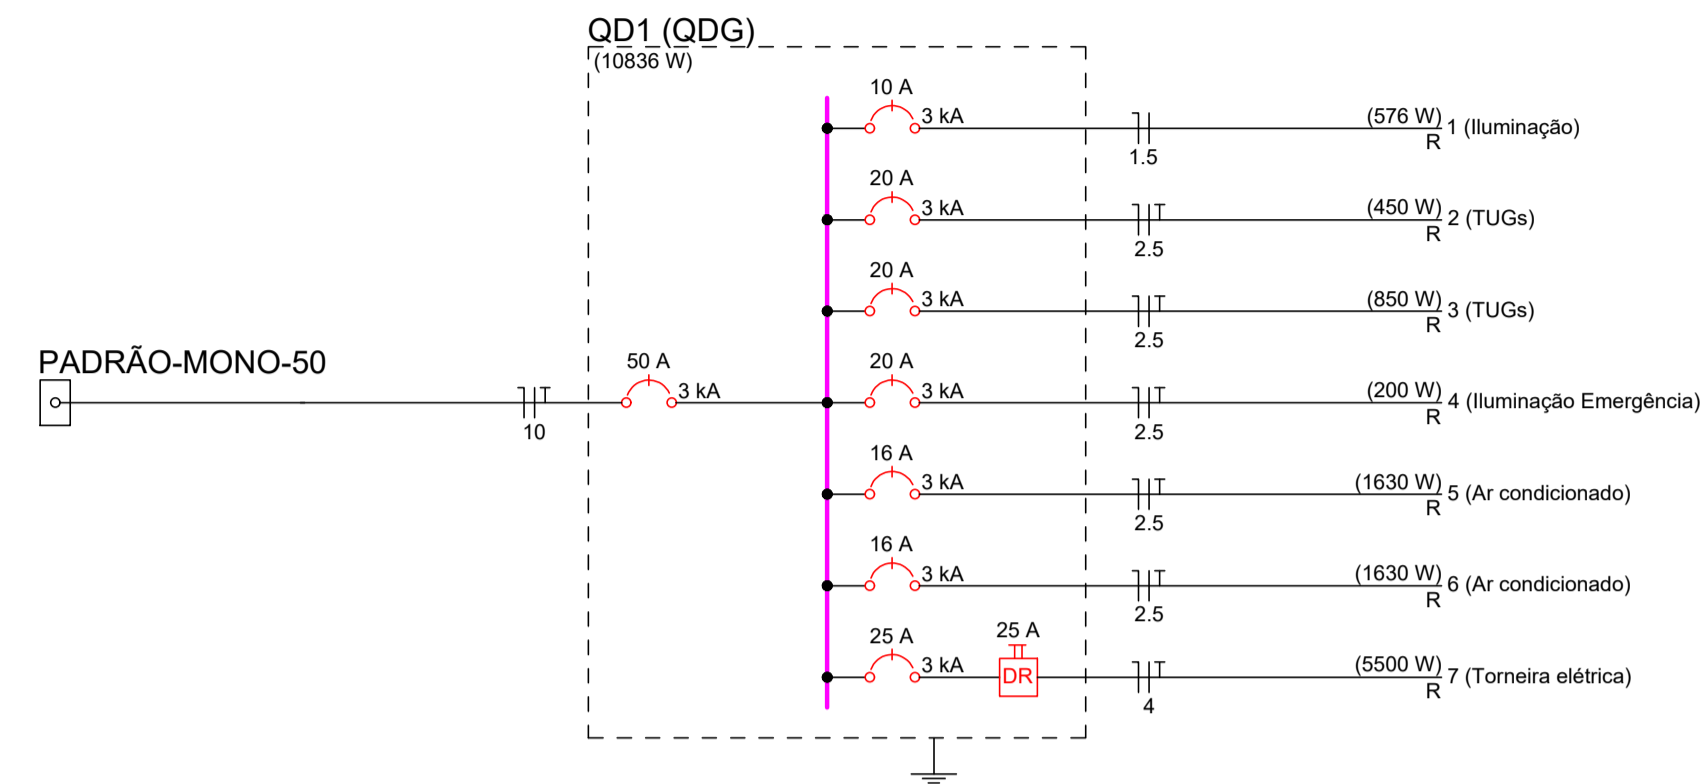 QD1 (QDG)
(10836 W)
10 A
3 kA
1.5
(576 W)
R
1 (Iluminação)
20 A
3 kA
2.5
(450 W)
R
2 (TUGs)
20 A
3 kA
2.5
(850 W)
R
3 (TUGs)
PADRÃO-MONO-50
10
50 A
3 kA
20 A
3 kA
2.5
(200 W)
R
4 (Iluminação Emergência)
16 A
3 kA
2.5
(1630 W)
R
5 (Ar condicionado)
16 A
3 kA
2.5
(1630 W)
R
6 (Ar condicionado)
25 A
3 kA
25 A
DR
4
(5500 W)
R
7 (Torneira elétrica)